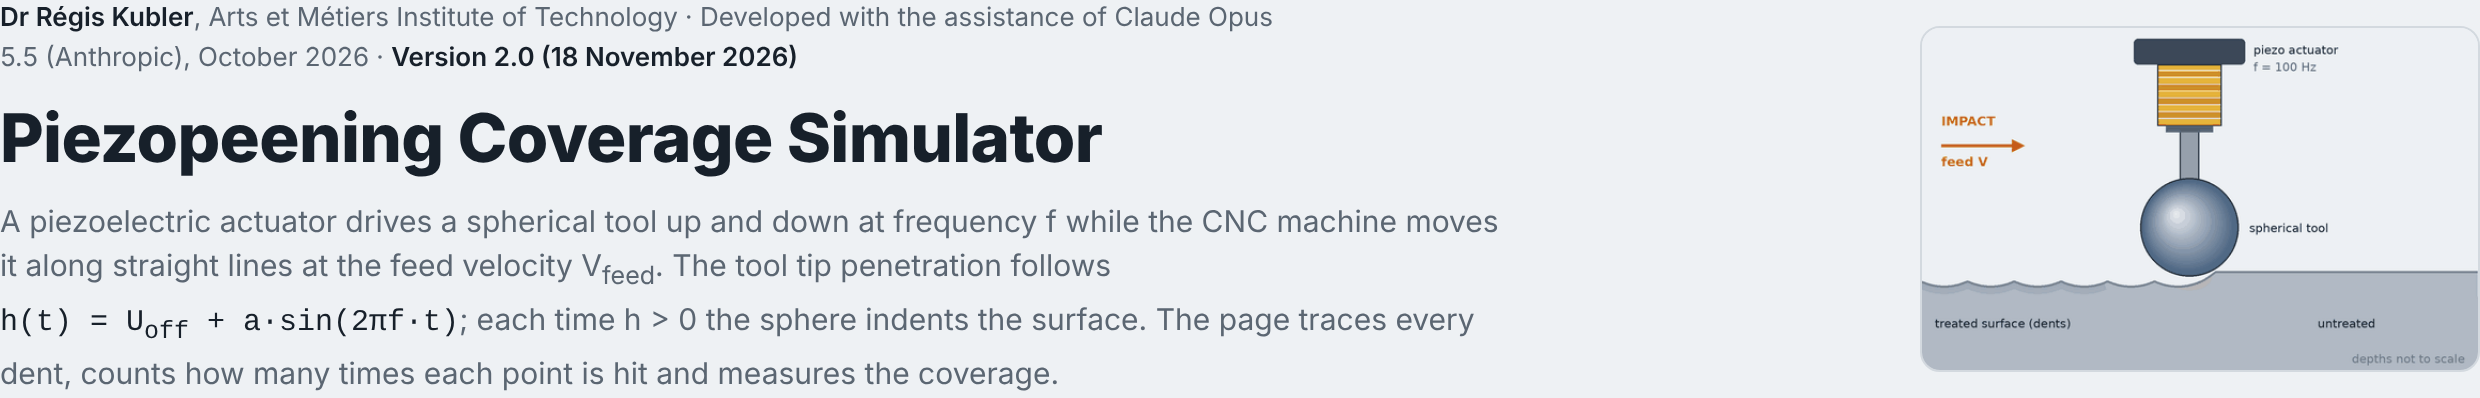 Dr Régis Kubler, Arts et Métiers Institute of Technology · Developed with the assistance of Claude Opus
5.5 (Anthropic), October 2026 · Version 2.0 (18 November 2026)
Piezopeening Coverage Simulator
A piezoelectric actuator drives a spherical tool up and down at frequency f while the CNC machine moves
it along straight lines at the feed velocity Vfeed. The tool tip penetration follows
h(t) = Uoff + a·sin(2πf·t); each time h > 0 the sphere indents the surface. The page traces every
dent, counts how many times each point is hit and measures the coverage.
piezo actuator
f = 100 Hz
IMPACT
feed V
spherical tool
treated surface (dents)
untreated
depths not to scale